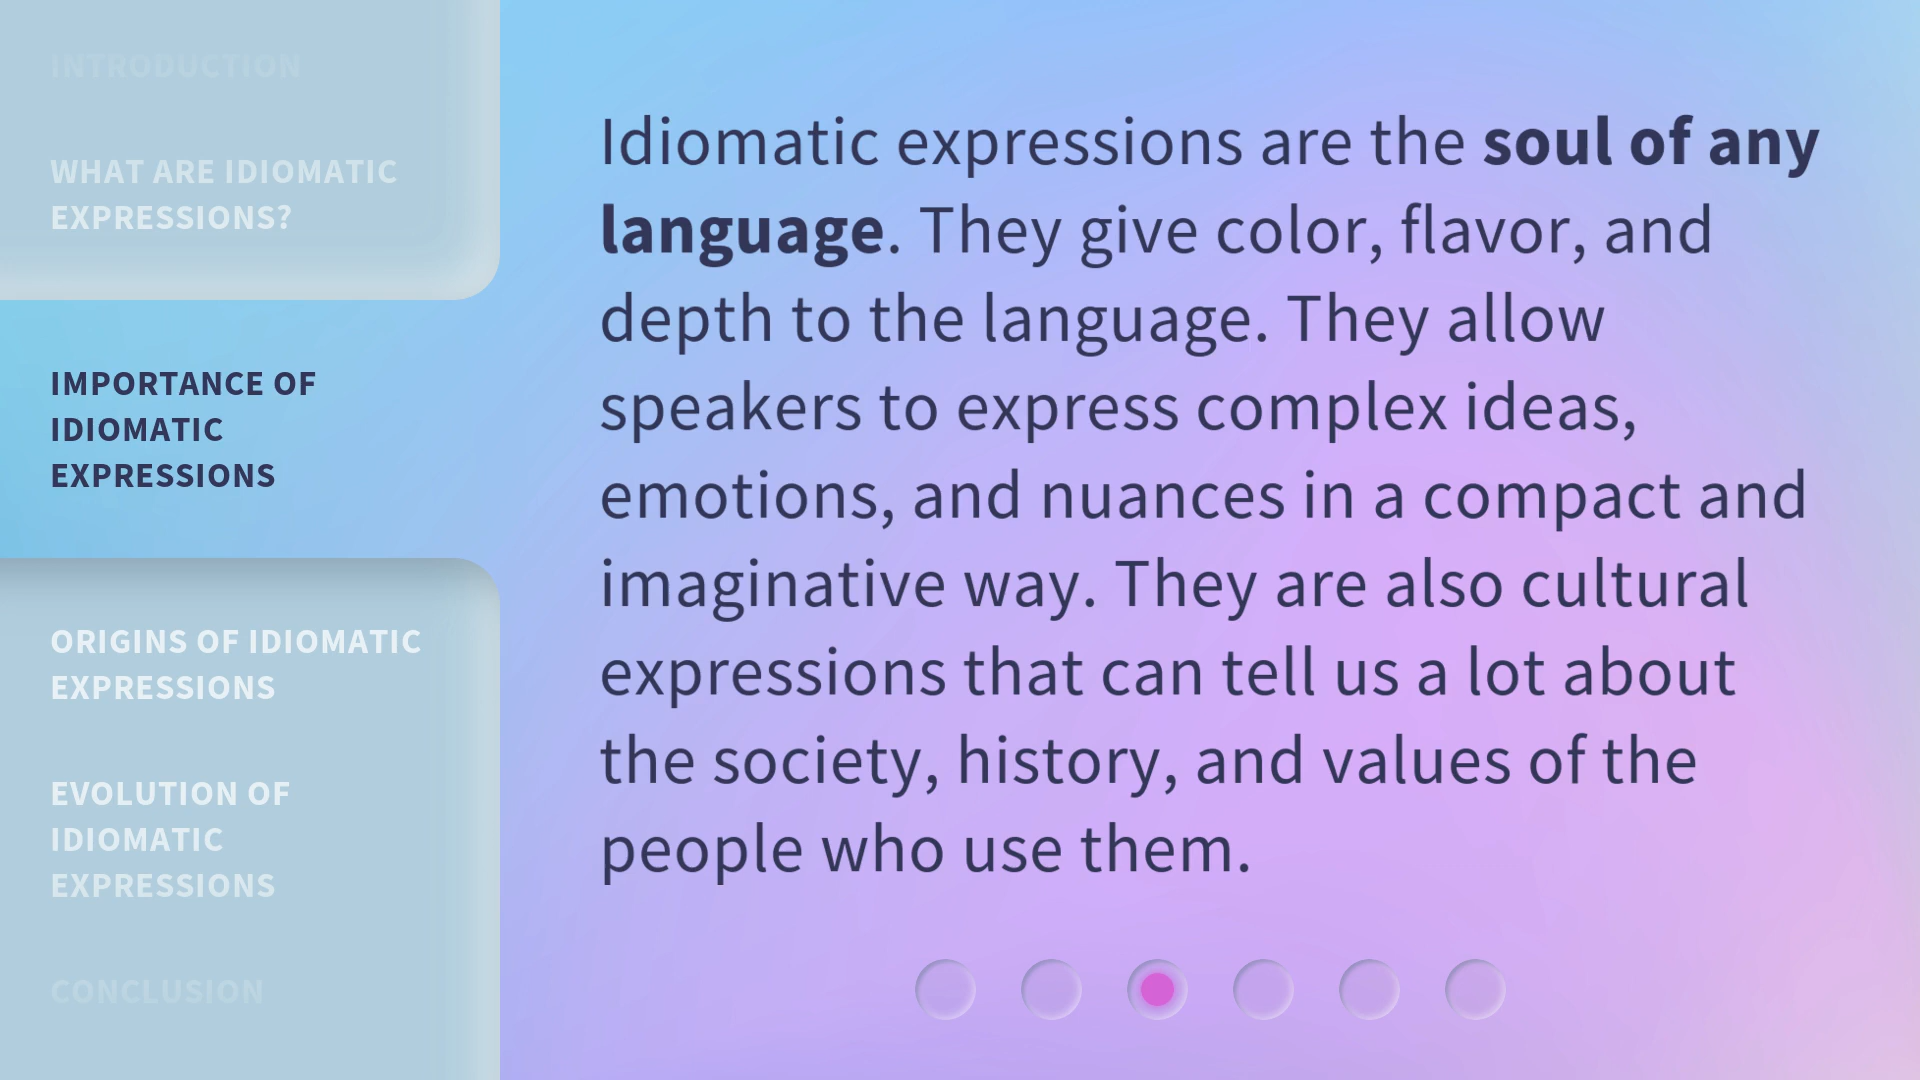 INTRODUCTION
WHAT ARE IDIOMATIC
EXPRESSIONS?
IMPORTANCE OF
IDIOMATIC
EXPRESSIONS
ORIGINS OF IDIOMATIC
EXPRESSIONS
EVOLUTION OF
IDIOMATIC
EXPRESSIONS
CONCLUSION
Idiomatic expressions are the soul of any
language. They give color, flavor, and
depth to the language. They allow
speakers to express complex ideas,
emotions, and nuances in a compact and
imaginative way. They are also cultural
expressions that can tell us a lot about
the society, history, and values of the
people who use them.